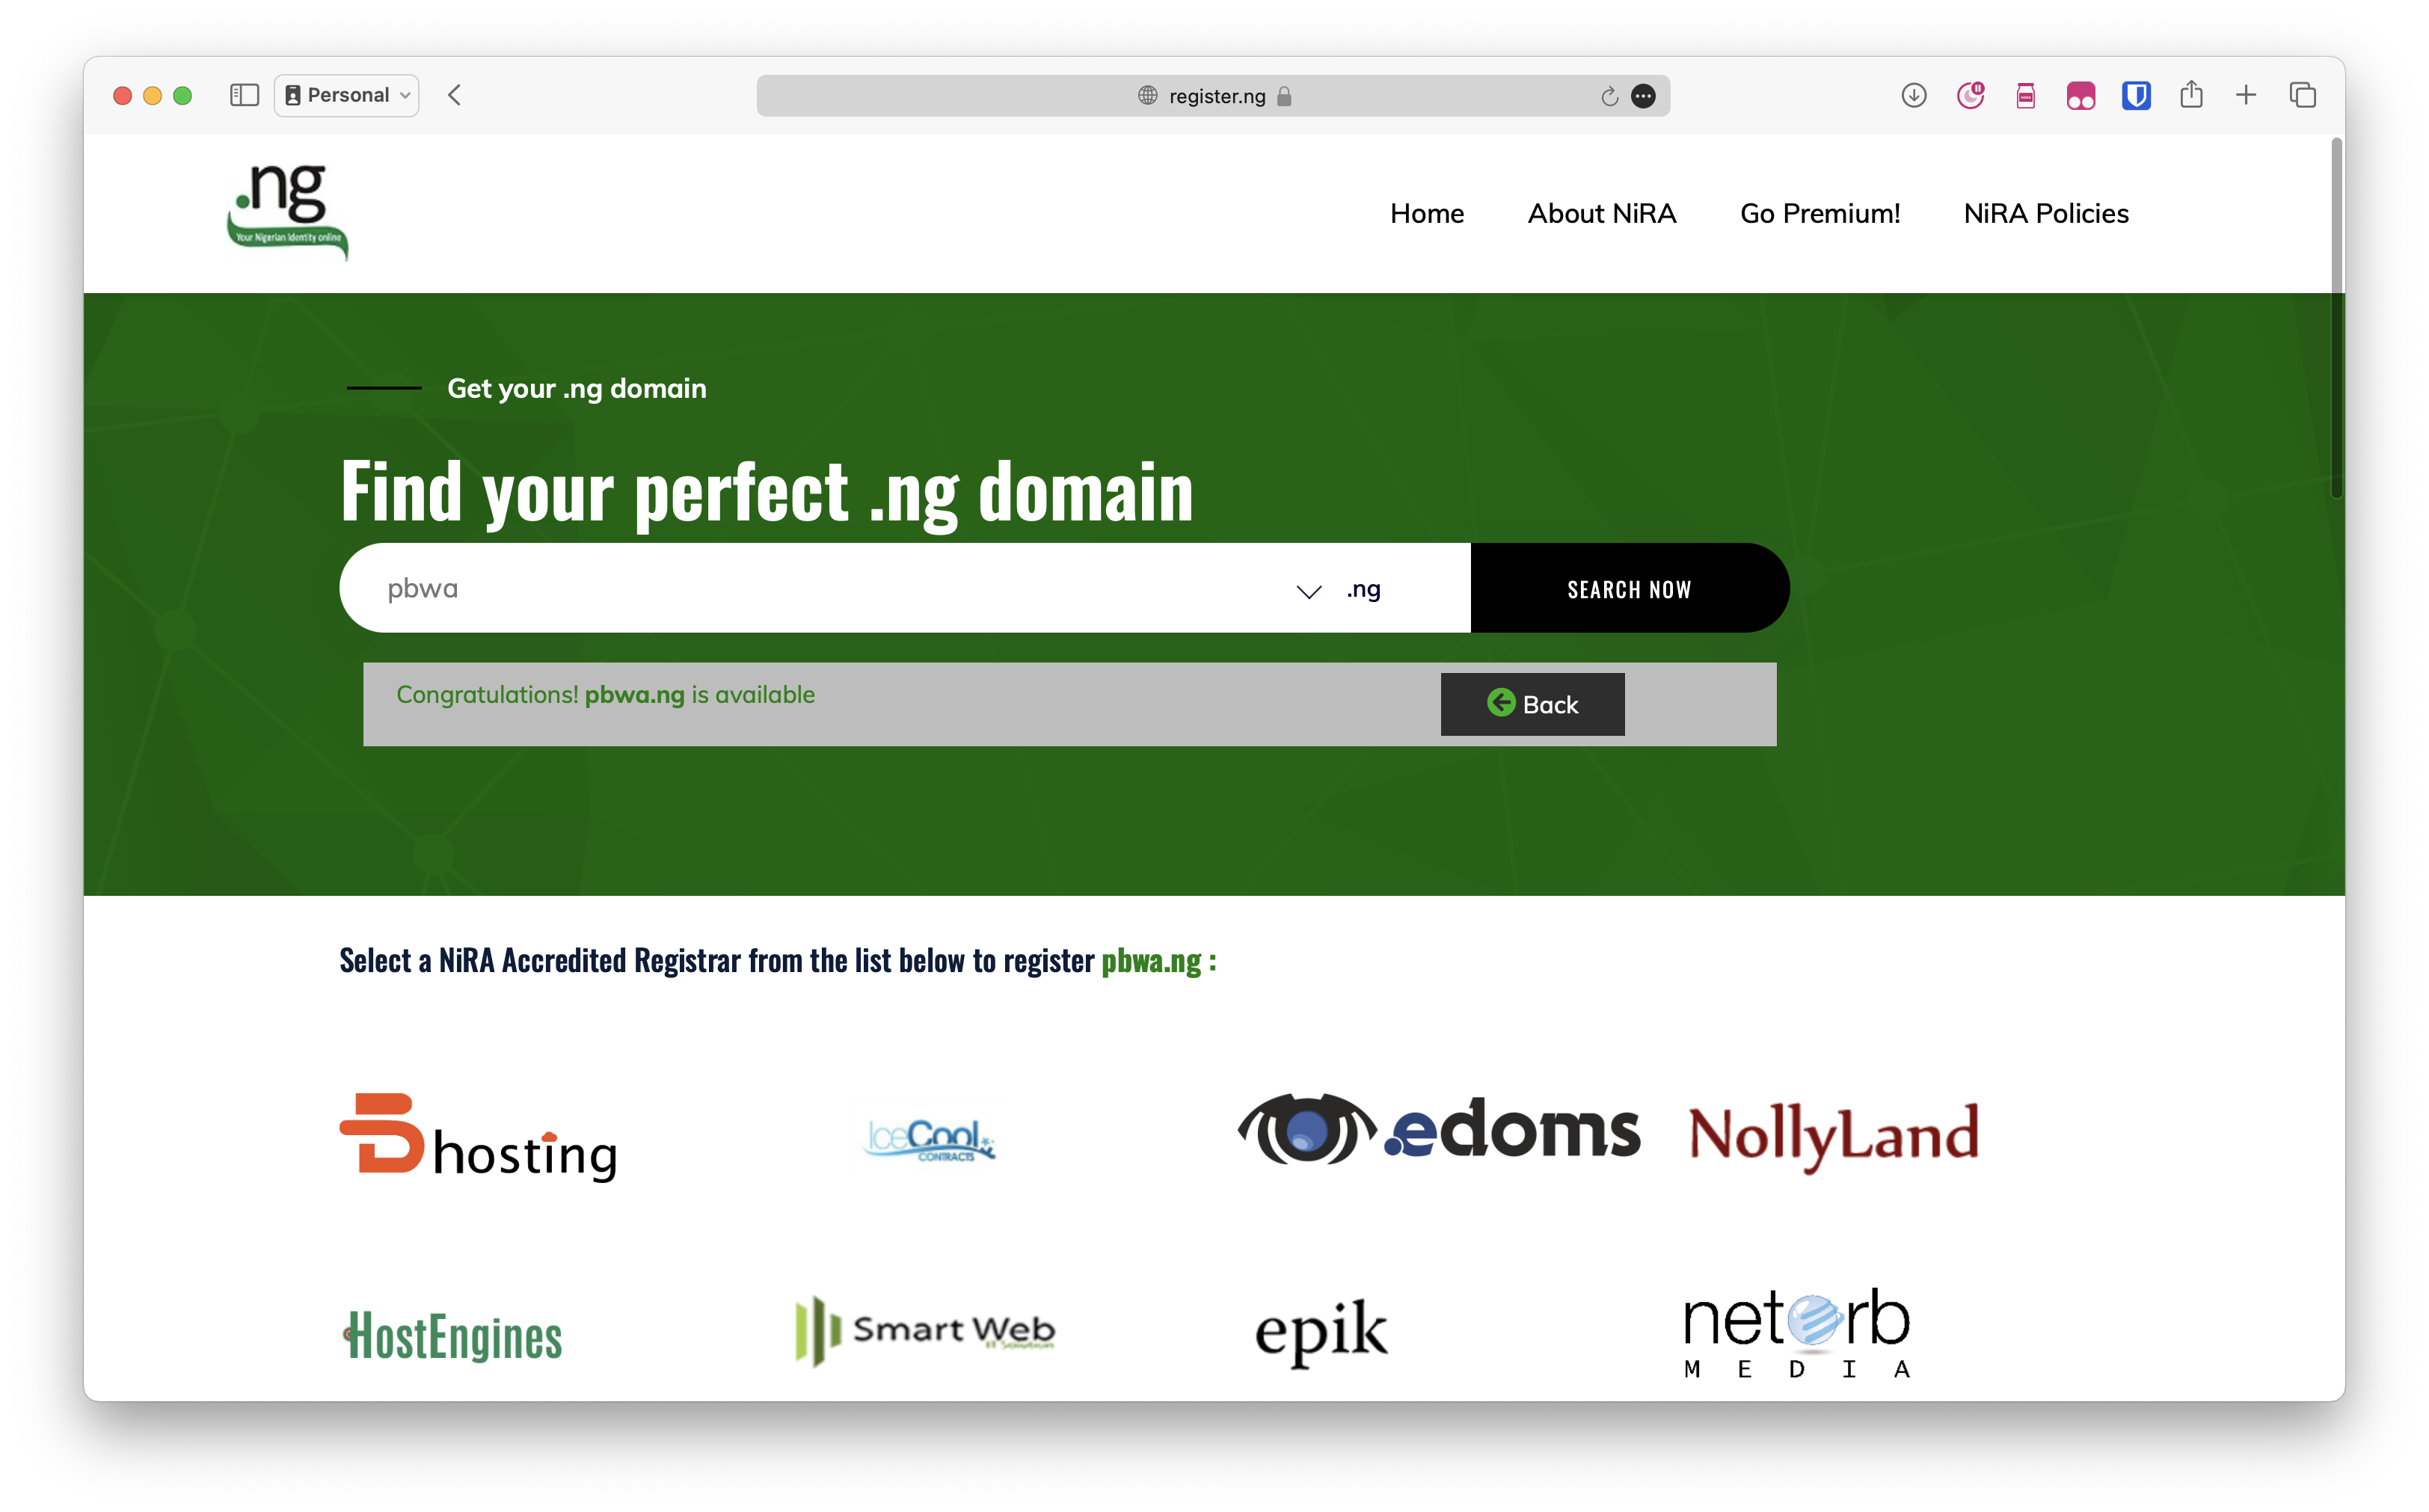 Personal
register.ng
.ng
Your Nigerian Identity online
Home
About NiRA
Go Premium!
NiRA Policies
Get your .ng domain
Find your perfect .ng domain
pbwa
.ng
SEARCH NOW
Congratulations! pbwa.ng is available
Back
Select a NiRA Accredited Registrar from the list below to register pbwa.ng :
B hosting
IceCool
CONTRACTS
.edoms
NollyLand
HostEngines
Smart Web
IT Solution
epik
netorb
MEDIA